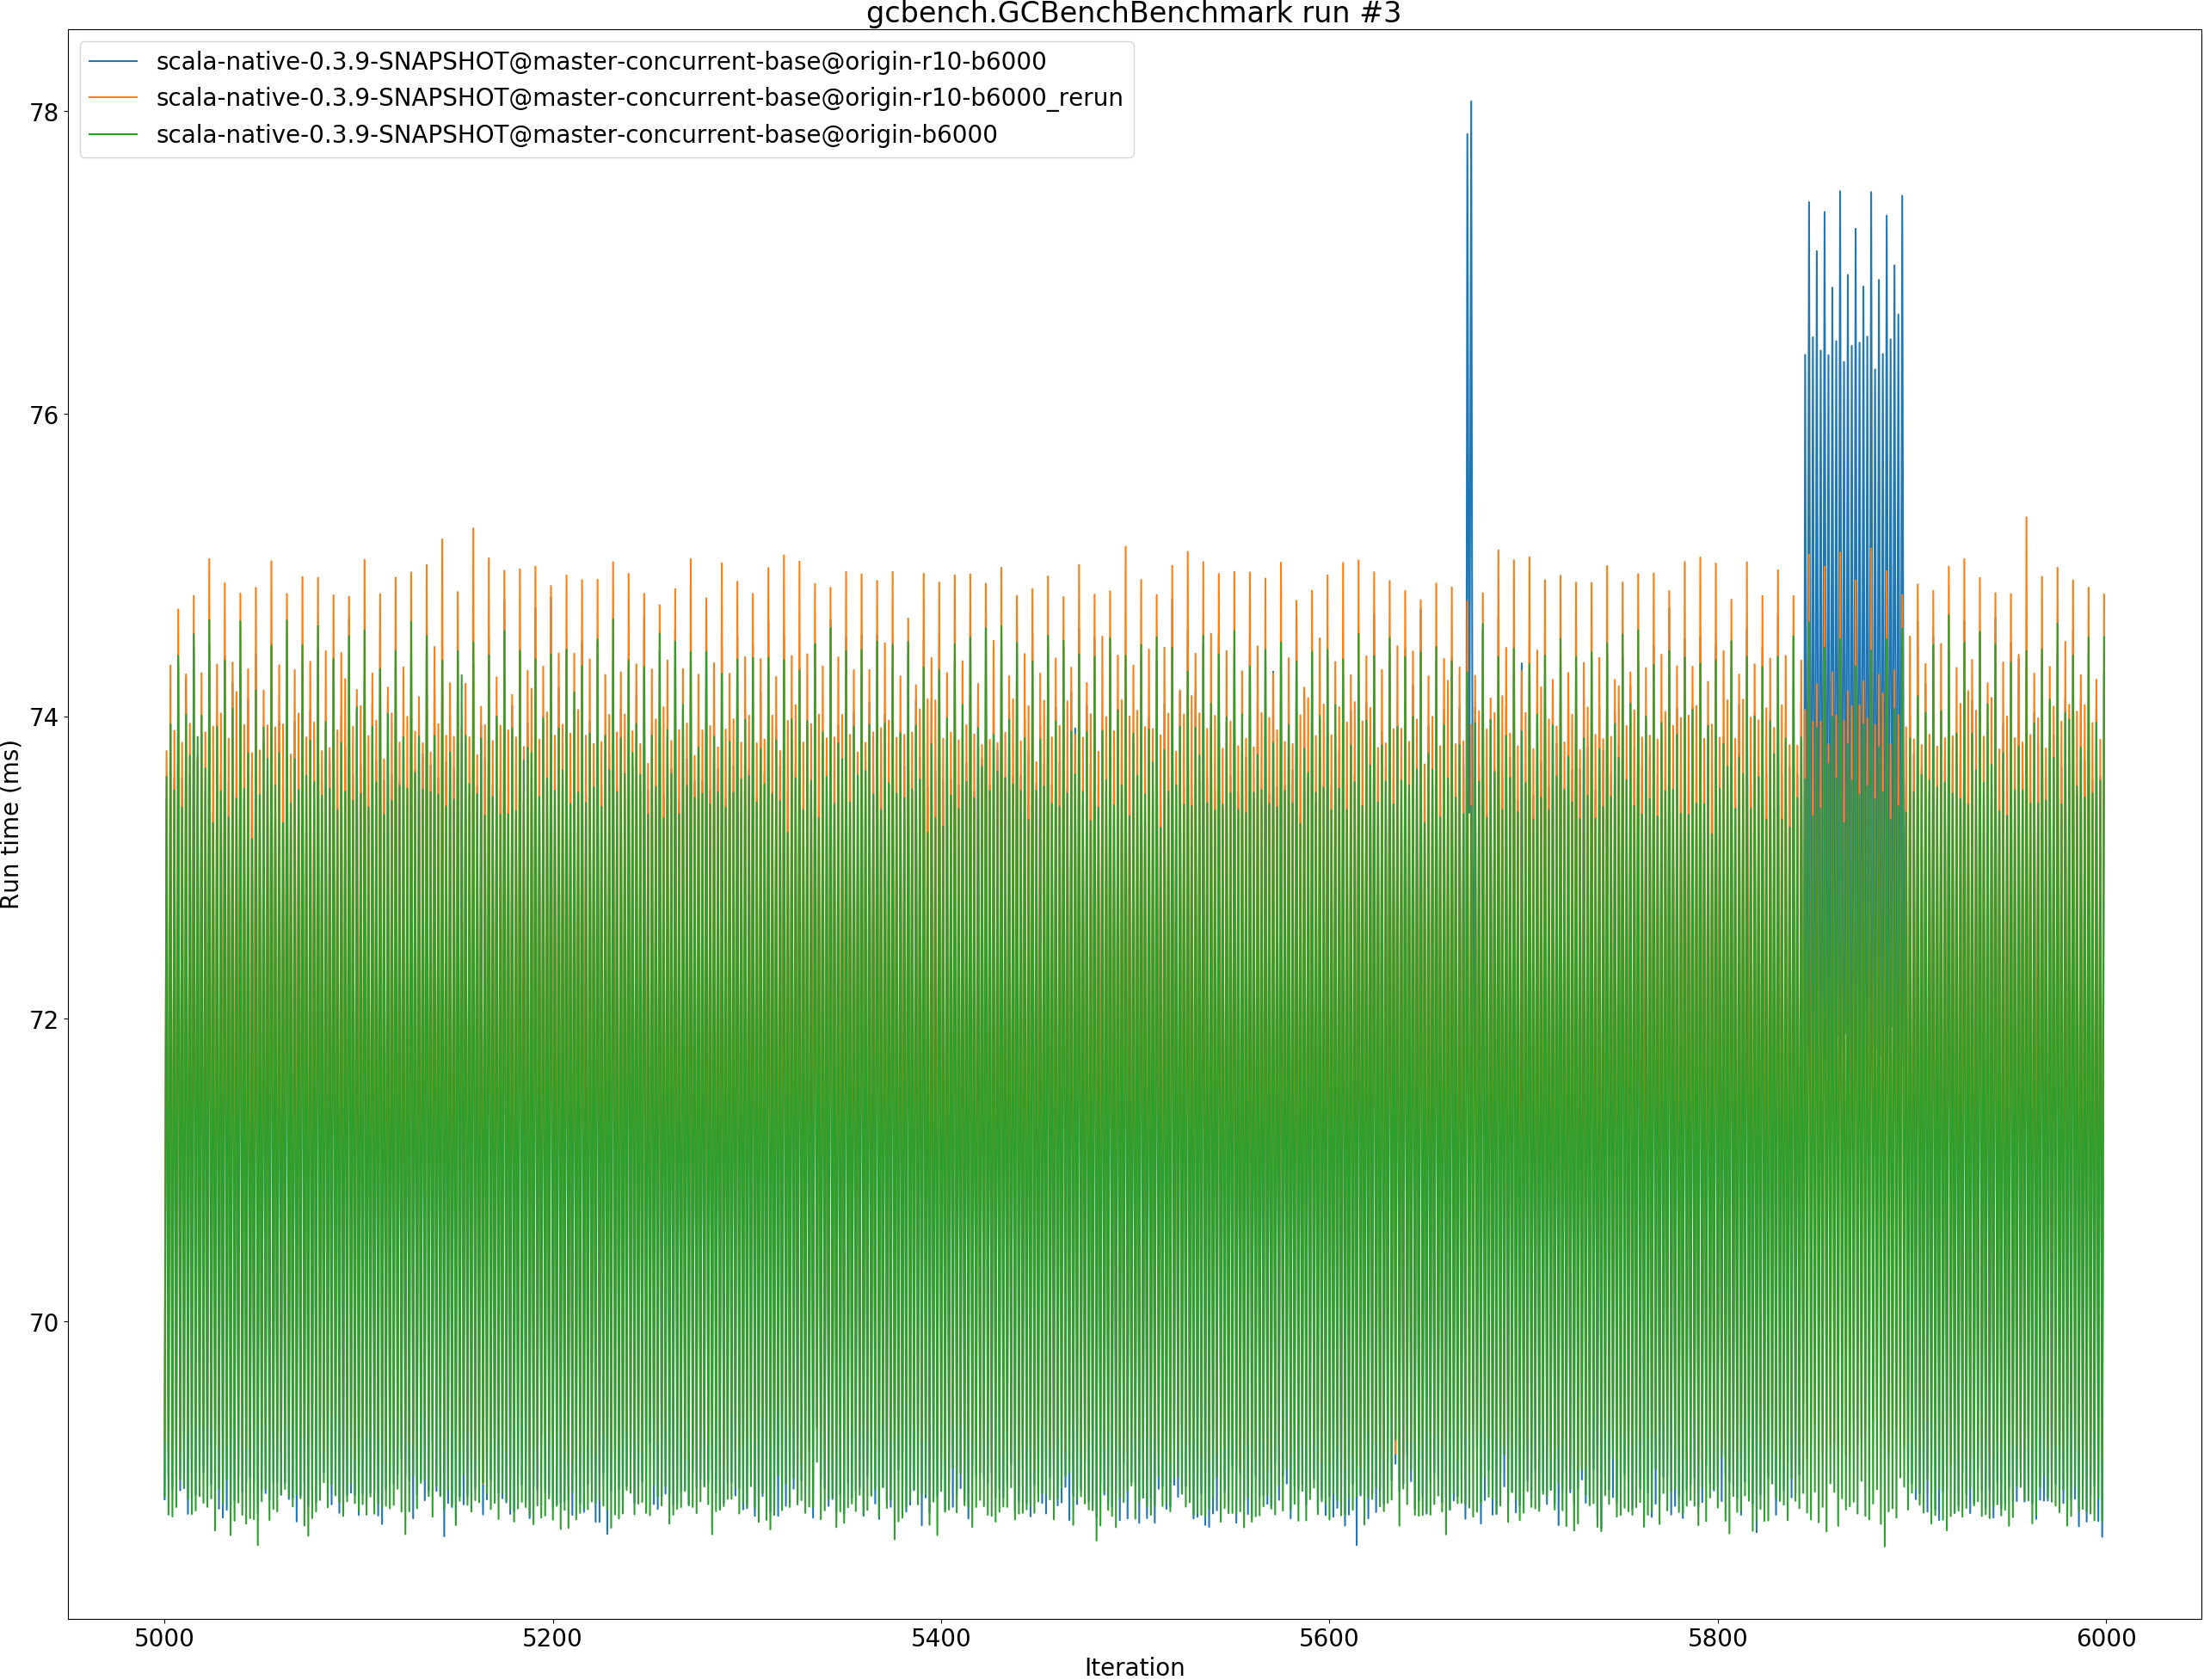 gcbench.GCBenchBenchmark run #3
scala-native-0.3.9-SNAPSHOT@master-concurrent-base@origin-r10-b6000
scala-native-0.3.9-SNAPSHOT@master-concurrent-base@origin-r10-b6000_rerun
scala-native-0.3.9-SNAPSHOT@master-concurrent-base@origin-b6000
78
76
74
72
70
Run time (ms)
5000 5200 5400 5600 5800 6000
Iteration